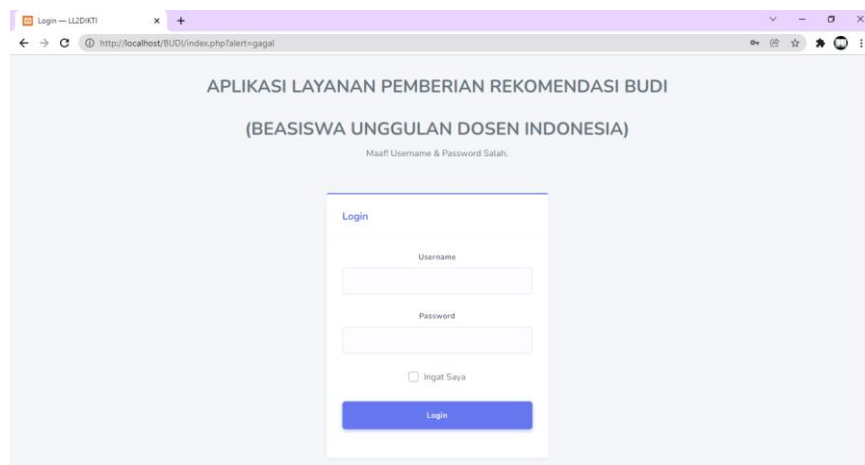 Login — LL2DIKTI
http://localhost/BUDI/index.php?alert=gagal
APLIKASI LAYANAN PEMBERIAN REKOMENDASI BUDI
(BEASISWA UNGGULAN DOSEN INDONESIA)
Maaf! Username & Password Salah.
Login
Username
Password
Ingat Saya
Login